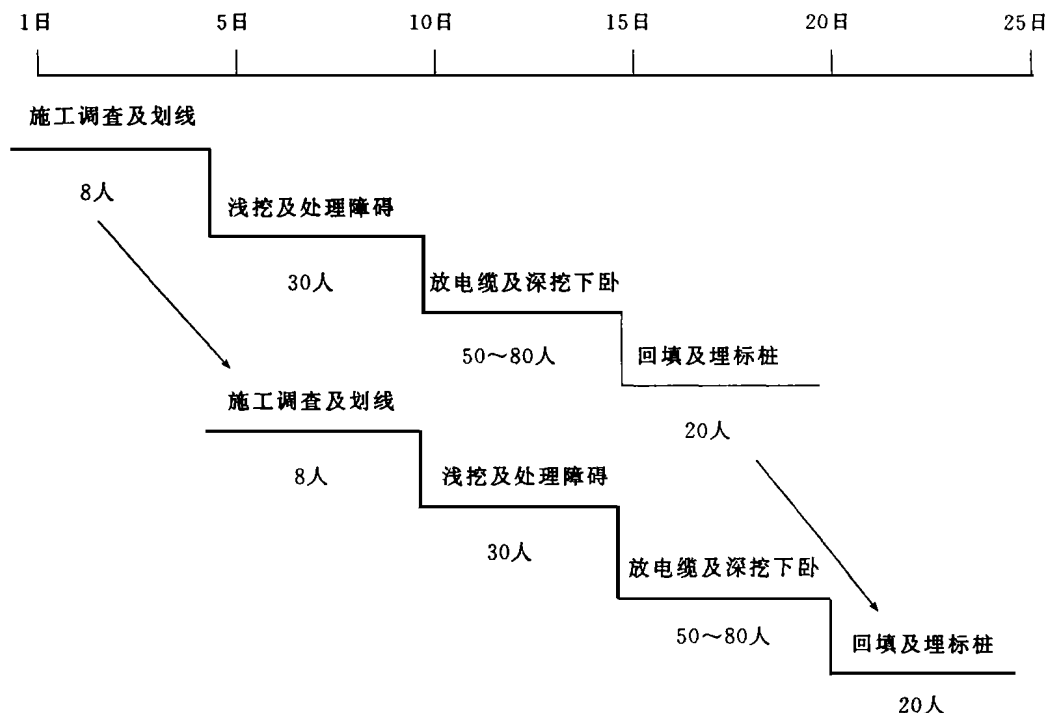 1日 5日 10日 15日 20日 25日
施工调查及划线
8人
浅挖及处理障碍
30人
放电缆及深挖下卧
50～80人
回填及埋标桩
20人
施工调查及划线
8人
浅挖及处理障碍
30人
放电缆及深挖下卧
50～80人
回填及埋标桩
20人